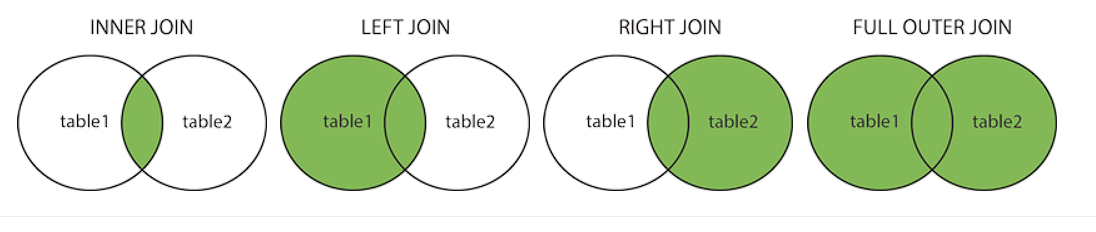 INNER JOIN
LEFT JOIN
RIGHT JOIN
FULL OUTER JOIN
table1
table2
table1
table2
table1
table2
table1
table2